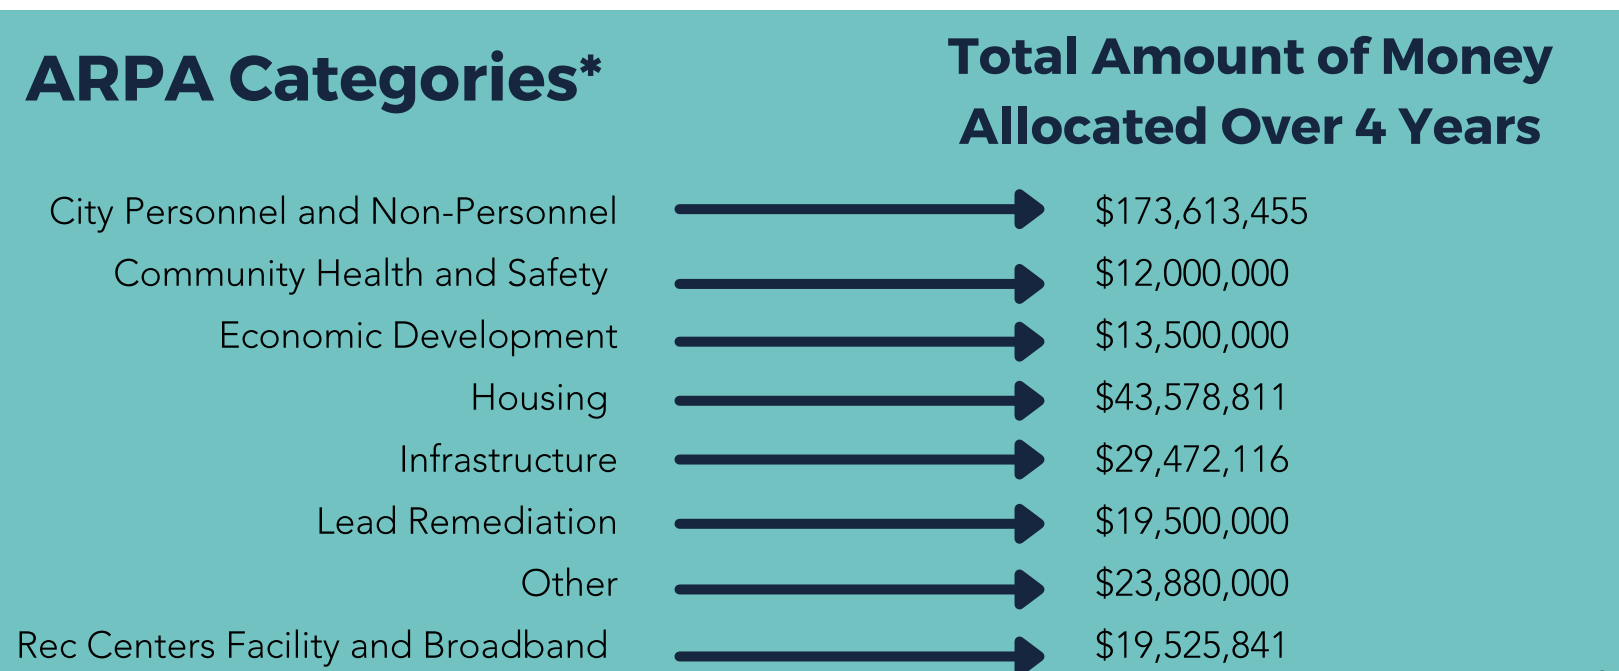 ARPA Categories*
Total Amount of Money
Allocated Over 4 Years
City Personnel and Non-Personnel $173,613,455
Community Health and Safety $12,000,000
Economic Development $13,500,000
Housing $43,578,811
Infrastructure $29,472,116
Lead Remediation $19,500,000
Other $23,880,000
Rec Centers Facility and Broadband $19,525,841